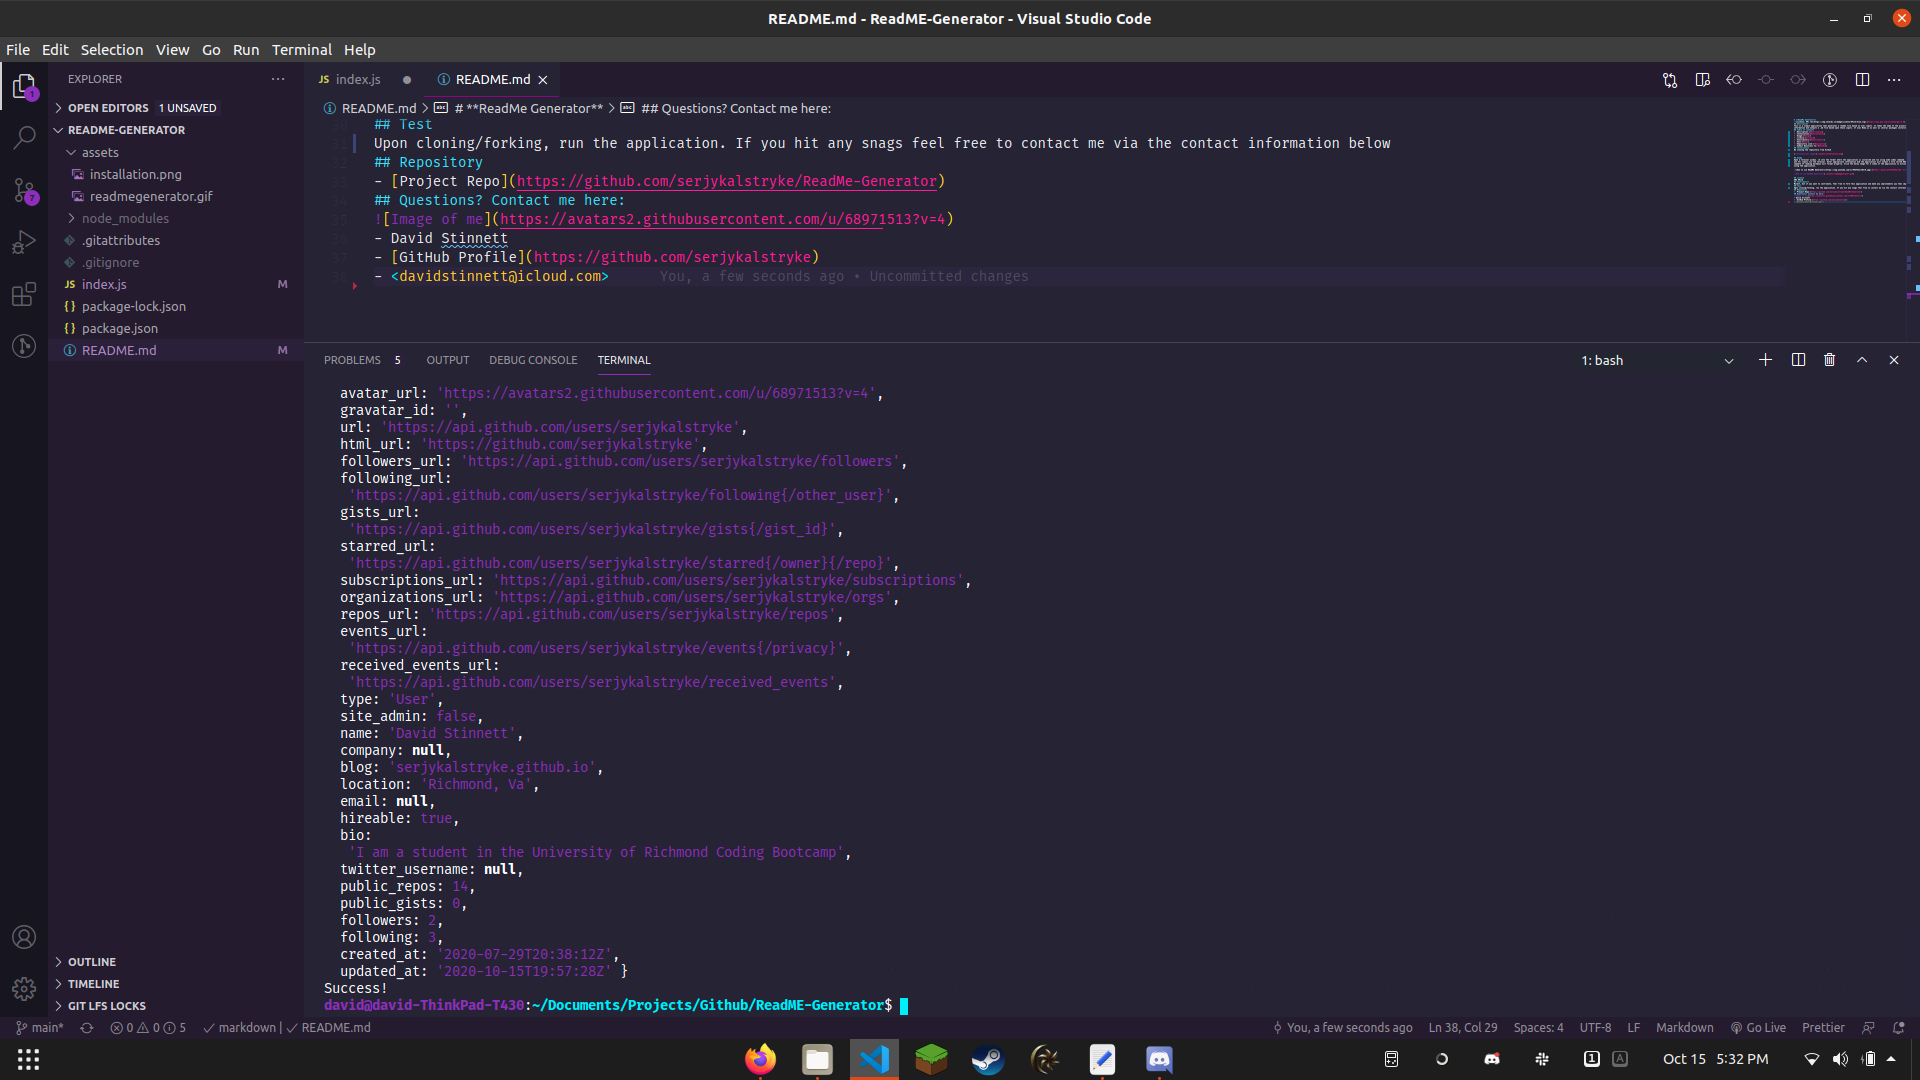 README.md - ReadME-Generator - Visual Studio Code
File Edit Selection View Go Run Terminal Help
EXPLORER
OPEN EDITORS 1 UNSAVED
README-GENERATOR
assets
installation.png
readmegenerator.gif
node_modules
.gitattributes
.gitignore
JS index.js M
{} package-lock.json
{} package.json
README.md M
OUTLINE
TIMELINE
GIT LFS LOCKS
1
7
JS index.js ● README.md
README.md > # **ReadMe Generator** > ## Questions? Contact me here:
## Test
31 Upon cloning/forking, run the application. If you hit any snags feel free to contact me via the contact information below
32 ## Repository
33 - [Project Repo](https://github.com/serjykalstryke/ReadMe-Generator)
34 ## Questions? Contact me here:
35 ![Image of me](https://avatars2.githubusercontent.com/u/68971513?v=4)
36 - David Stinnett
37 - [GitHub Profile](https://github.com/serjykalstryke)
38 - <davidstinnett@icloud.com> You, a few seconds ago • Uncommitted changes
PROBLEMS 5 OUTPUT DEBUG CONSOLE TERMINAL 1: bash
avatar_url: 'https://avatars2.githubusercontent.com/u/68971513?v=4',
gravatar_id: '',
url: 'https://api.github.com/users/serjykalstryke',
html_url: 'https://github.com/serjykalstryke',
followers_url: 'https://api.github.com/users/serjykalstryke/followers',
following_url:
'https://api.github.com/users/serjykalstryke/following{/other_user}',
gists_url:
'https://api.github.com/users/serjykalstryke/gists{/gist_id}',
starred_url:
'https://api.github.com/users/serjykalstryke/starred{/owner}{/repo}',
subscriptions_url: 'https://api.github.com/users/serjykalstryke/subscriptions',
organizations_url: 'https://api.github.com/users/serjykalstryke/orgs',
repos_url: 'https://api.github.com/users/serjykalstryke/repos',
events_url:
'https://api.github.com/users/serjykalstryke/events{/privacy}',
received_events_url:
'https://api.github.com/users/serjykalstryke/received_events',
type: 'User',
site_admin: false,
name: 'David Stinnett',
company: null,
blog: 'serjykalstryke.github.io',
location: 'Richmond, Va',
email: null,
hireable: true,
bio:
'I am a student in the University of Richmond Coding Bootcamp',
twitter_username: null,
public_repos: 14,
public_gists: 0,
followers: 2,
following: 3,
created_at: '2020-07-29T20:38:12Z',
updated_at: '2020-10-15T19:57:28Z' }
Success!
david@david-ThinkPad-T430:~/Documents/Projects/Github/ReadME-Generator$
main* 0 0 5 markdown | README.md You, a few seconds ago Ln 38, Col 29 Spaces: 4 UTF-8 LF Markdown Go Live Prettier
1 A Oct 15 5:32 PM